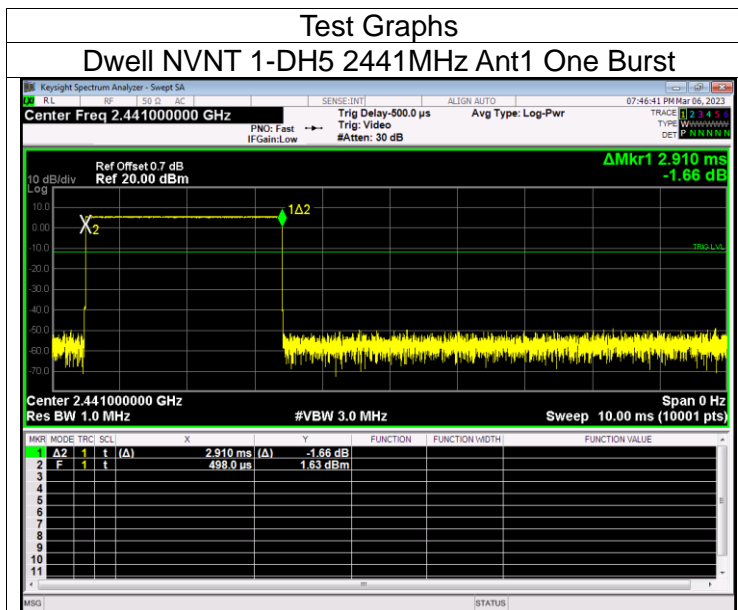 Test Graphs
Dwell NVNT 1-DH5 2441MHz Ant1 One Burst
Keysight Spectrum Analyzer - Swept SA
RL RF 50 Ω AC SENSE:INT ALIGN AUTO 07:46:41 PM Mar 06, 2023
Center Freq 2.441000000 GHz Trig Delay-500.0 µs Avg Type: Log-Pwr TRACE 1 2 3 4 5 6
PNO: Fast Trig: Video TYPE WWWWWW
IFGain:Low #Atten: 30 dB DET P NNNNN
ΔMkr1 2.910 ms
-1.66 dB
Ref Offset 0.7 dB
10 dB/div Ref 20.00 dBm
Log
10.0
0.00
-10.0
-20.0
-30.0
-40.0
-50.0
-60.0
-70.0
X2
1Δ2
TRIG LVL
Center 2.441000000 GHz Span 0 Hz
Res BW 1.0 MHz #VBW 3.0 MHz Sweep 10.00 ms (10001 pts)
MKR MODE TRC SCL X Y FUNCTION FUNCTION WIDTH FUNCTION VALUE
1 Δ2 1 t (Δ) 2.910 ms (Δ) -1.66 dB
2 F 1 t 498.0 µs 1.63 dBm
3
4
5
6
7
8
9
10
11
MSG STATUS